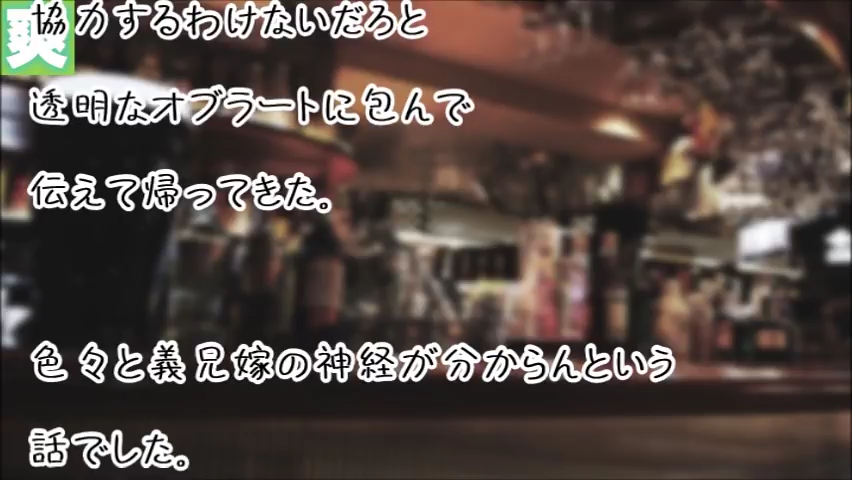 爽
協力するわけないだろと
透明なオブラートに包んで
伝えて帰ってきた。
色々と義兄嫁の神経が分からんという
話でした。